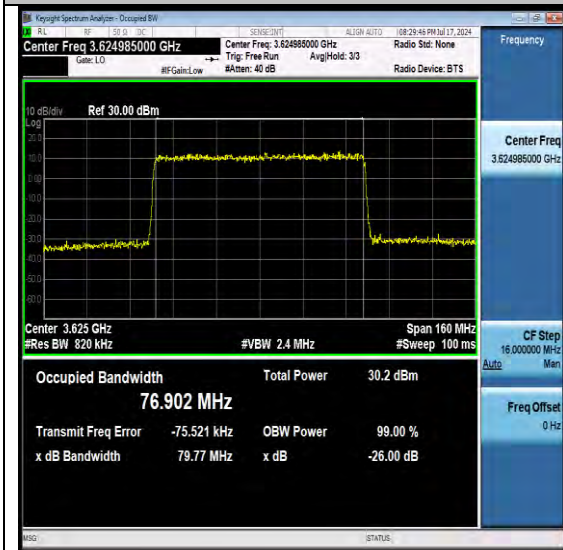 Keysight Spectrum Analyzer - Occupied BW
RL RF 50 Ω DC SENSE:INT ALIGN AUTO 08:29:46 PM Jul 17, 2024
Center Freq 3.624985000 GHz
Center Freq: 3.624985000 GHz
Radio Std: None
Gate: LO
Trig: Free Run Avg|Hold: 3/3
#IFGain:Low
#Atten: 40 dB
Radio Device: BTS
Frequency
10 dB/div Ref 30.00 dBm
Log
20.0
10.0
0.00
-10.0
-20.0
-30.0
-40.0
-50.0
-60.0
Center Freq
3.624985000 GHz
Center 3.625 GHz
Span 160 MHz
#Res BW 820 kHz
#VBW 2.4 MHz
#Sweep 100 ms
CF Step
16.000000 MHz
Auto Man
Occupied Bandwidth
Total Power 30.2 dBm
76.902 MHz
Freq Offset
0 Hz
Transmit Freq Error -75.521 kHz OBW Power 99.00 %
x dB Bandwidth 79.77 MHz x dB -26.00 dB
MSG STATUS